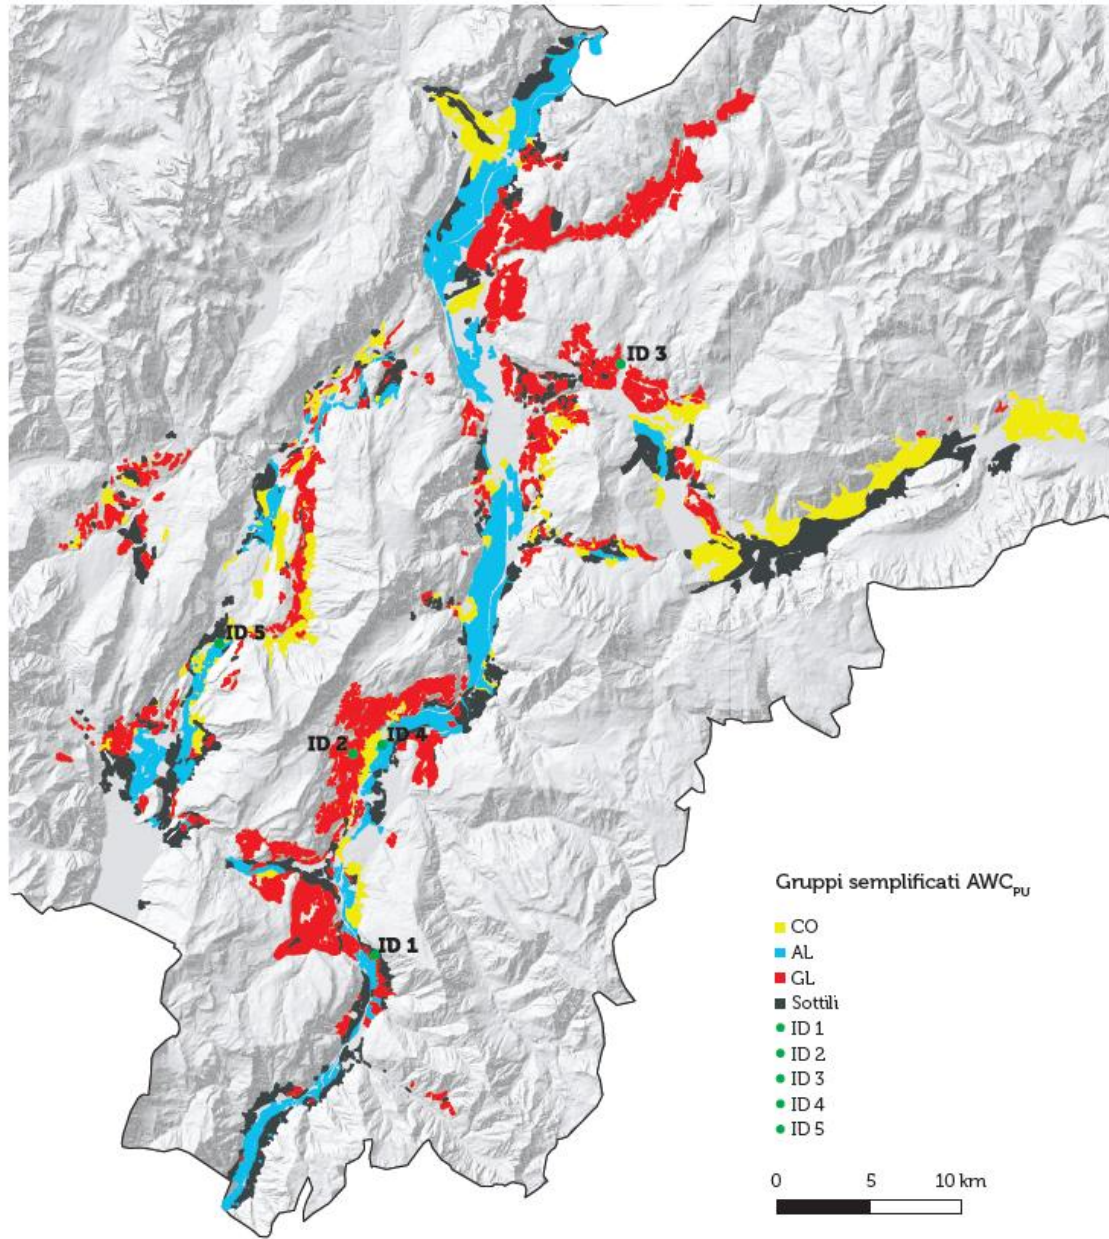 ID 3
ID 5
ID 2
ID 4
ID 1
Gruppi semplificati AWC_PU
CO
AL
GL
Sottili
ID 1
ID 2
ID 3
ID 4
ID 5
0 5 10 km